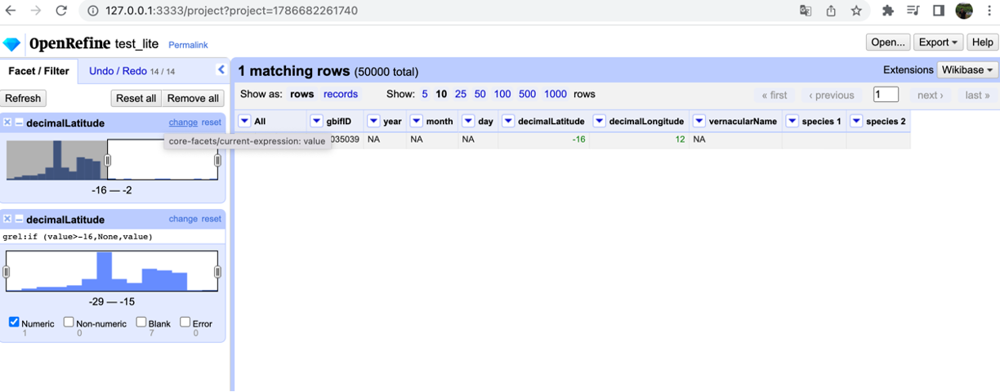 127.0.0.1:3333/project?project=1786682261740
OpenRefine test_lite Permalink
Open... Export Help
Facet / Filter Undo / Redo 14 / 14
1 matching rows (50000 total)
Extensions Wikibase
Refresh Reset all Remove all
Show as: rows records Show: 5 10 25 50 100 500 1000 rows
« first ‹ previous 1 next › last »
decimalLatitude change reset
All gbifID year month day decimalLatitude decimalLongitude vernacularName species 1 species 2
core-facets/current-expression: value
035039 NA NA NA -16 12 NA
-16 — -2
decimalLatitude change reset
grel:if (value>-16,None,value)
-29 — -15
Numeric Non-numeric Blank Error
1 0 7 0